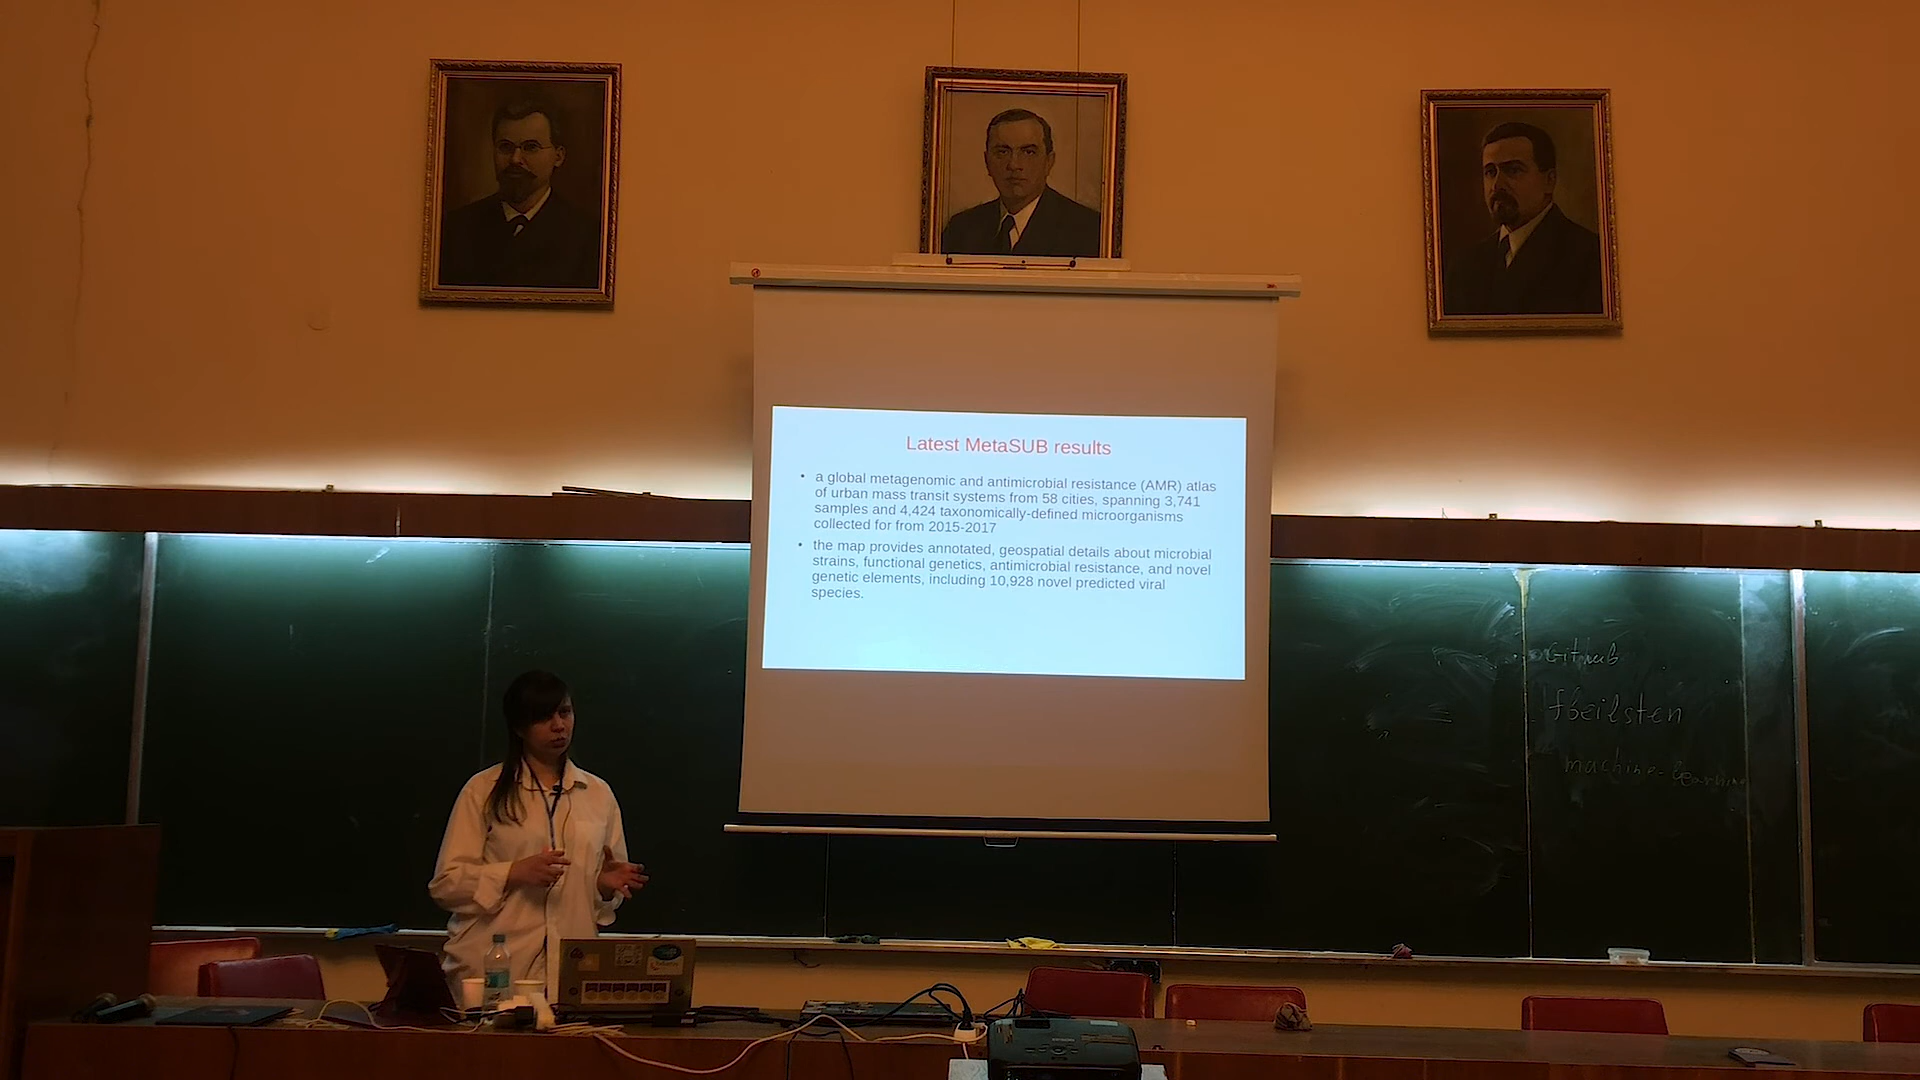 Latest MetaSUB results
• a global metagenomic and antimicrobial resistance (AMR) atlas
of urban mass transit systems from 58 cities, spanning 3,741
samples and 4,424 taxonomically-defined microorganisms
collected for from 2015-2017
• the map provides annotated, geospatial details about microbial
strains, functional genetics, antimicrobial resistance, and novel
genetic elements, including 10,928 novel predicted viral
species.
Github
fbeilsten
machine-learning